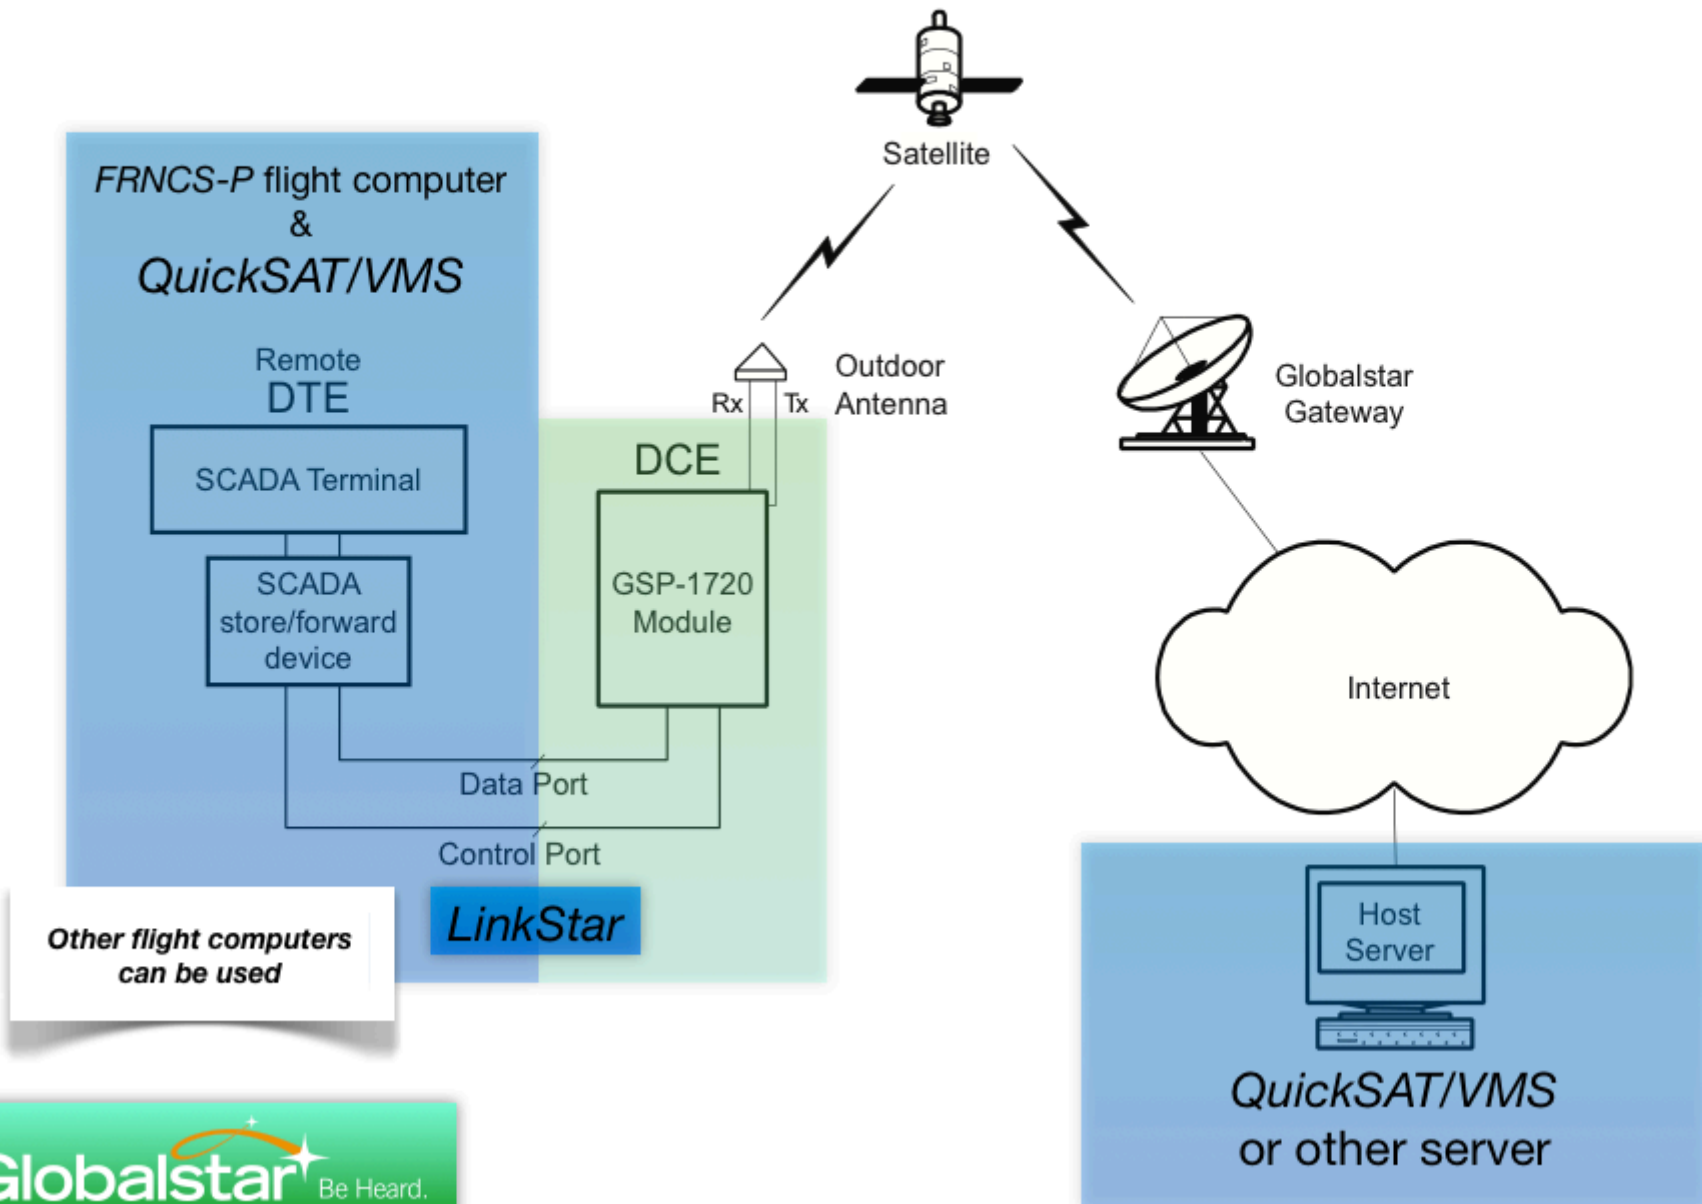 Satellite
FRNCS-P flight computer
&
QuickSAT/VMS
Remote
DTE
SCADA Terminal
SCADA
store/forward
device
DCE
GSP-1720
Module
Rx
Tx
Outdoor
Antenna
Globalstar
Gateway
Internet
Data Port
Control Port
LinkStar
Other flight computers
can be used
Host
Server
QuickSAT/VMS
or other server
Globalstar
Be Heard.